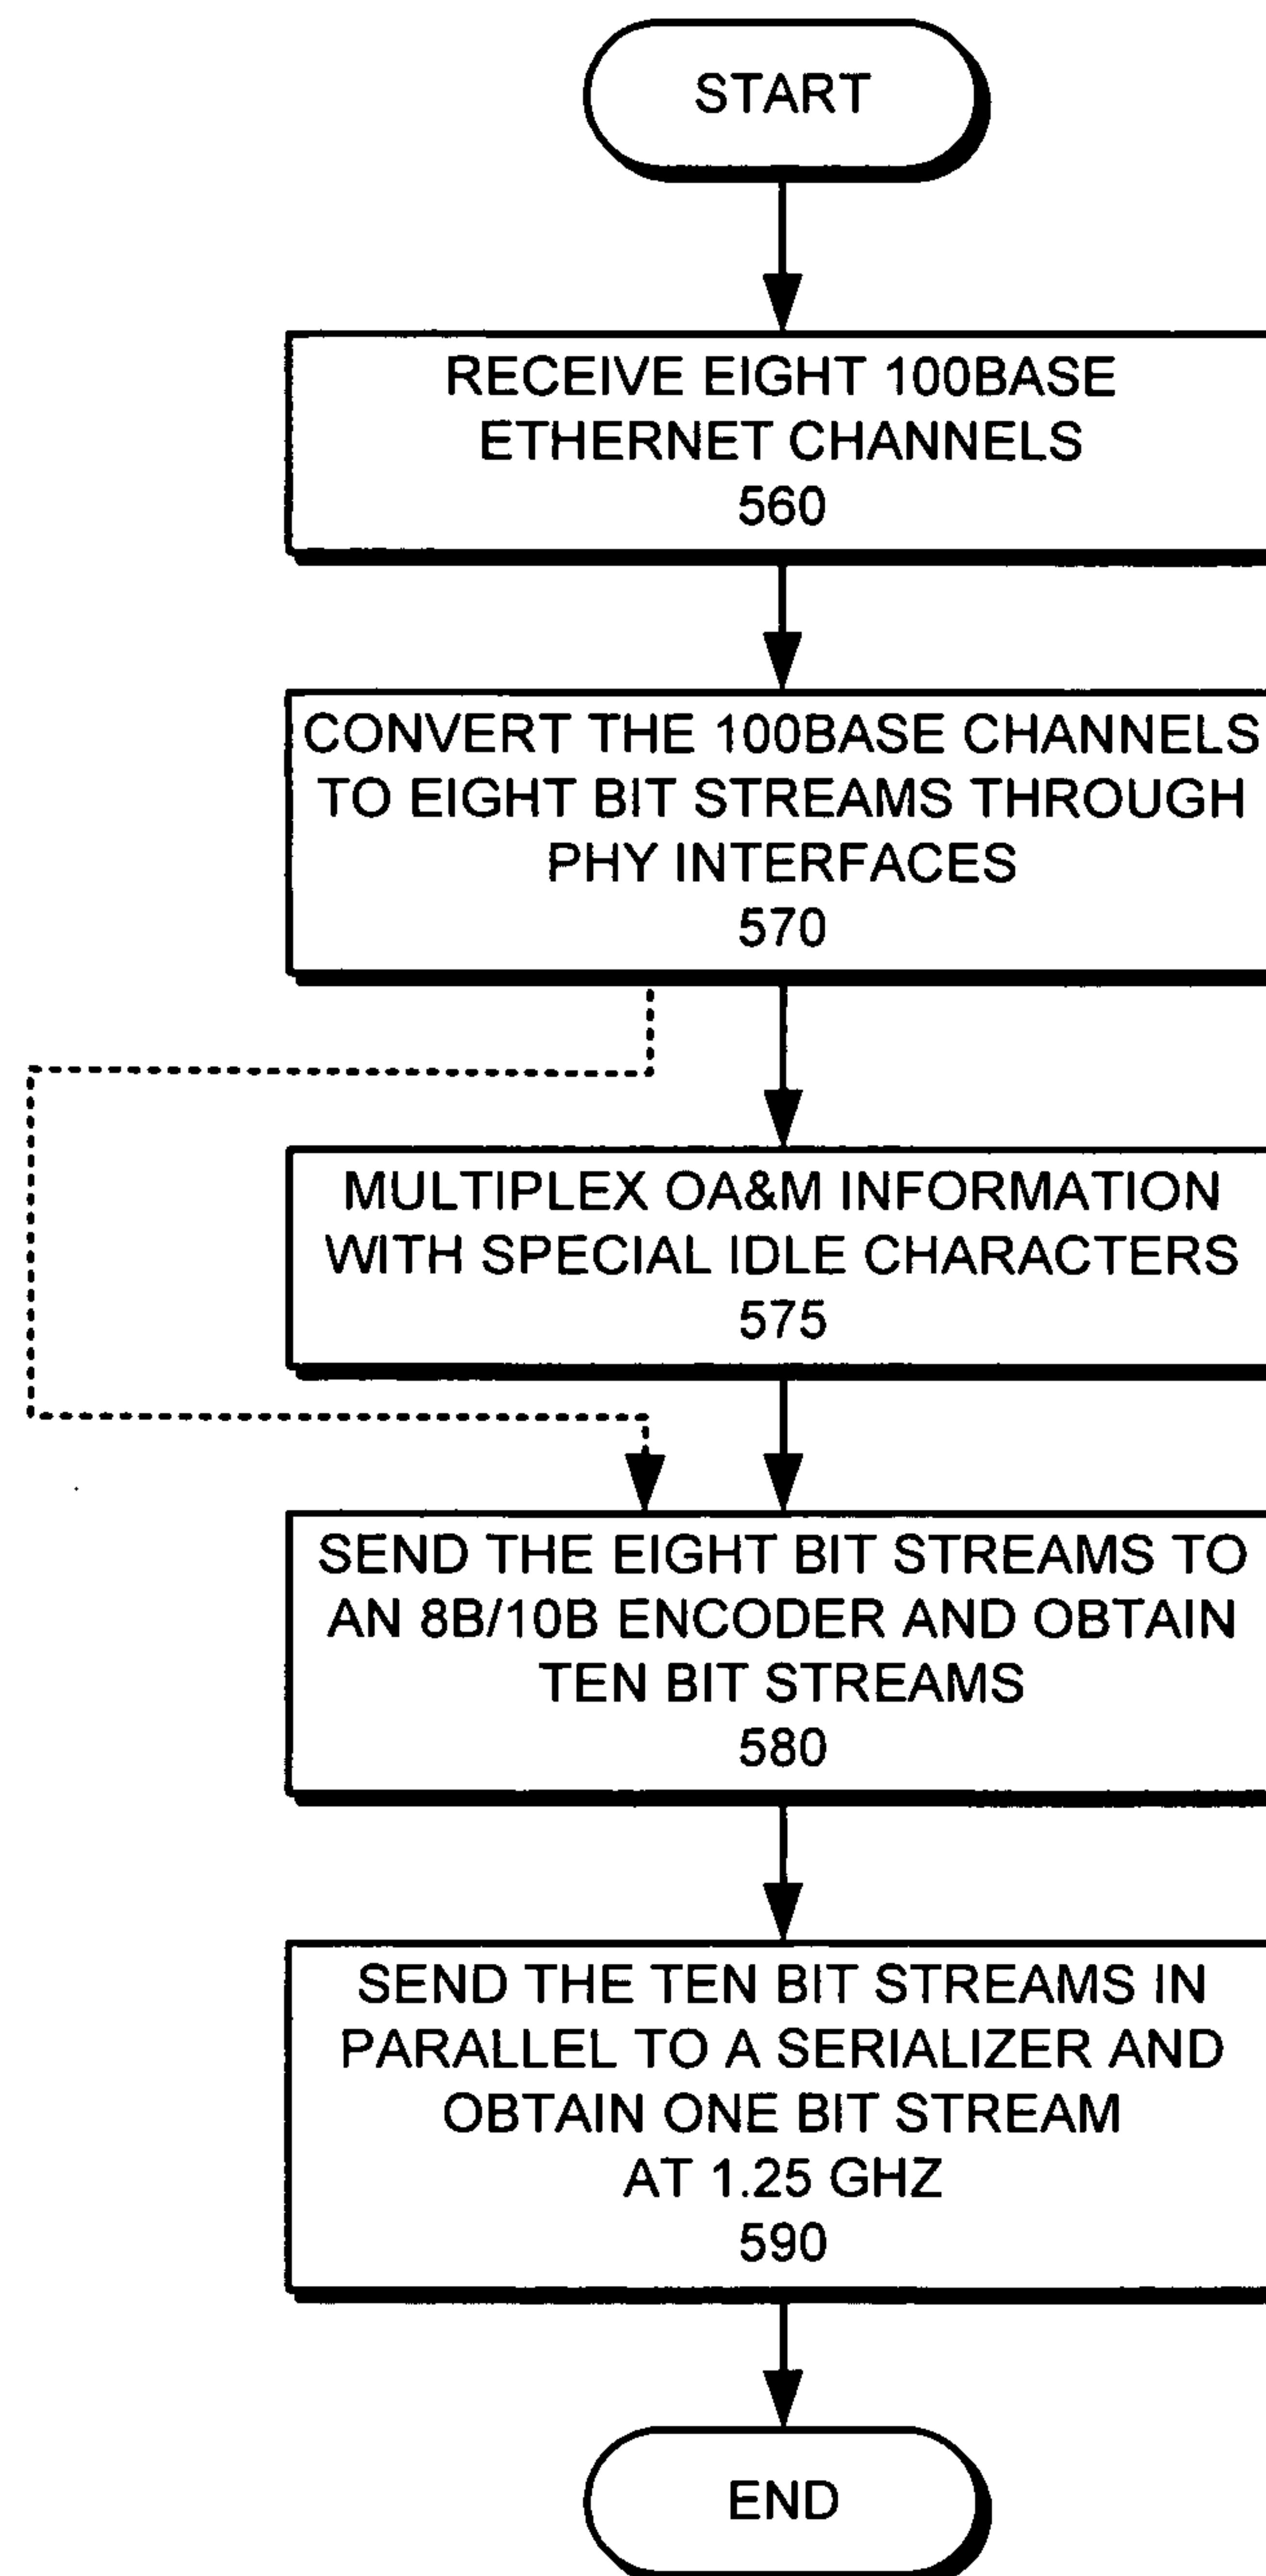 START
RECEIVE EIGHT 100BASE
ETHERNET CHANNELS
560
CONVERT THE 100BASE CHANNELS
TO EIGHT BIT STREAMS THROUGH
PHY INTERFACES
570
MULTIPLEX OA&M INFORMATION
WITH SPECIAL IDLE CHARACTERS
575
SEND THE EIGHT BIT STREAMS TO
AN 8B/10B ENCODER AND OBTAIN
TEN BIT STREAMS
580
SEND THE TEN BIT STREAMS IN
PARALLEL TO A SERIALIZER AND
OBTAIN ONE BIT STREAM
AT 1.25 GHZ
590
END